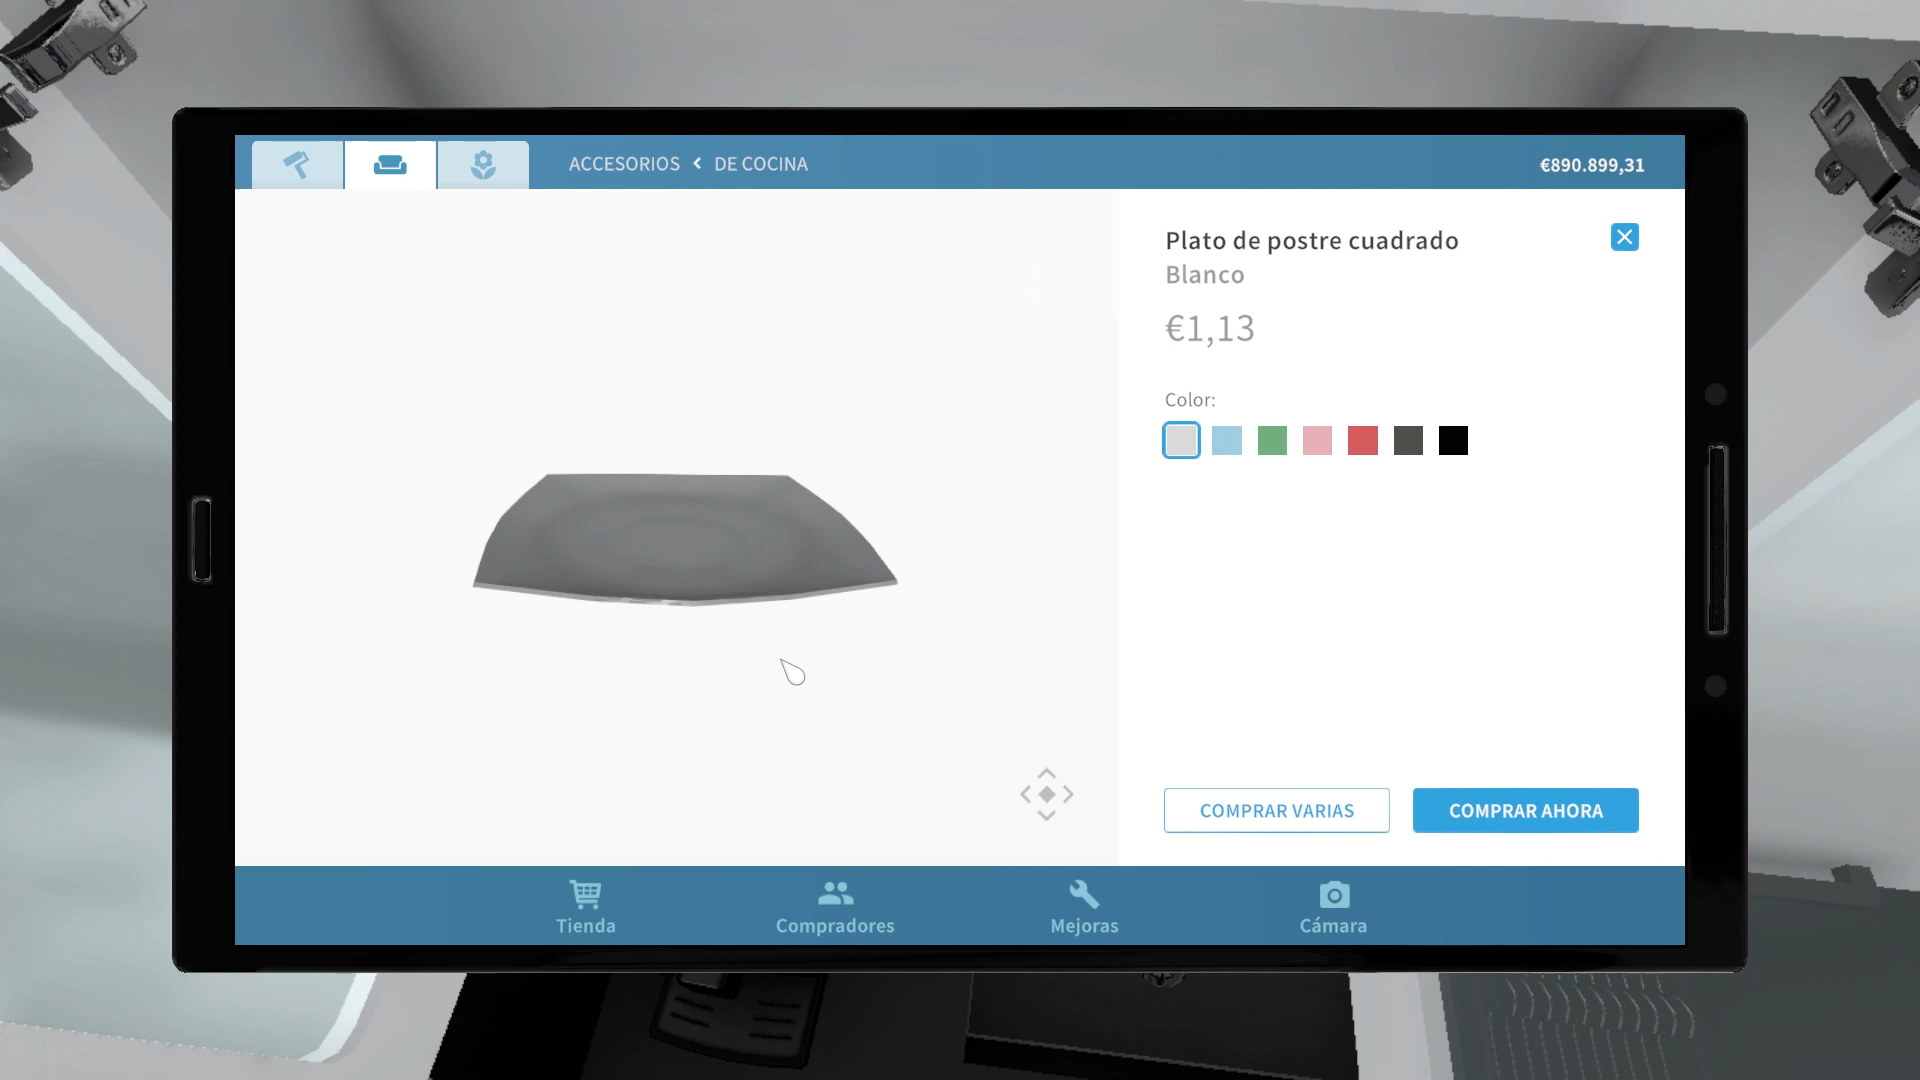 ACCESORIOS < DE COCINA
€890.899,31
Plato de postre cuadrado
Blanco
€1,13
Color:
COMPRAR VARIAS
COMPRAR AHORA
Tienda
Compradores
Mejoras
Cámara